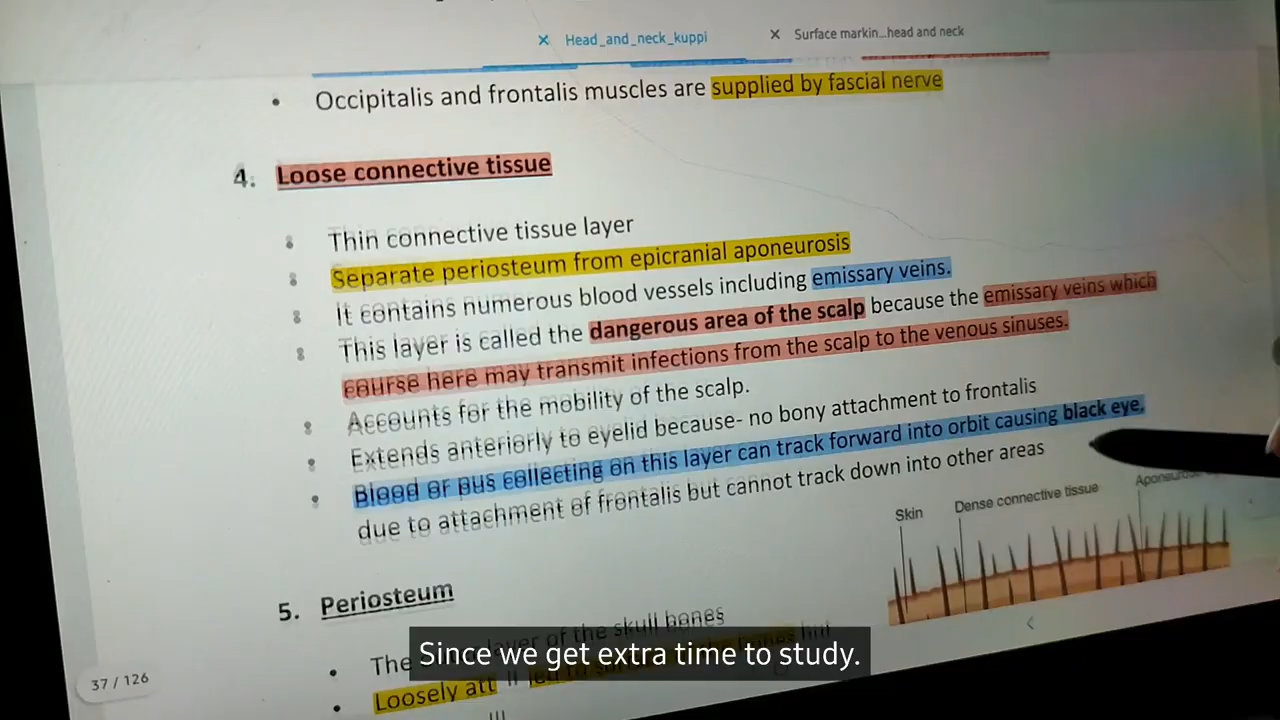 × Head_and_neck_kuppi × Surface markin...head and neck
• Occipitalis and frontalis muscles are supplied by fascial nerve
4. Loose connective tissue
Thin connective tissue layer
Separate periosteum from epicranial aponeurosis
It contains numerous blood vessels including emissary veins.
This layer is called the dangerous area of the scalp because the emissary veins which
course here may transmit infections from the scalp to the venous sinuses.
Accounts for the mobility of the scalp.
Extends anteriorly to eyelid because- no bony attachment to frontalis
Blood or pus collecting on this layer can track forward into orbit causing black eye.
due to attachment of frontalis but cannot track down into other areas
Skin Dense connective tissue
5. Periosteum
• The layer of the skull bones
• Loosely
Since we get extra time to study.
37 / 126